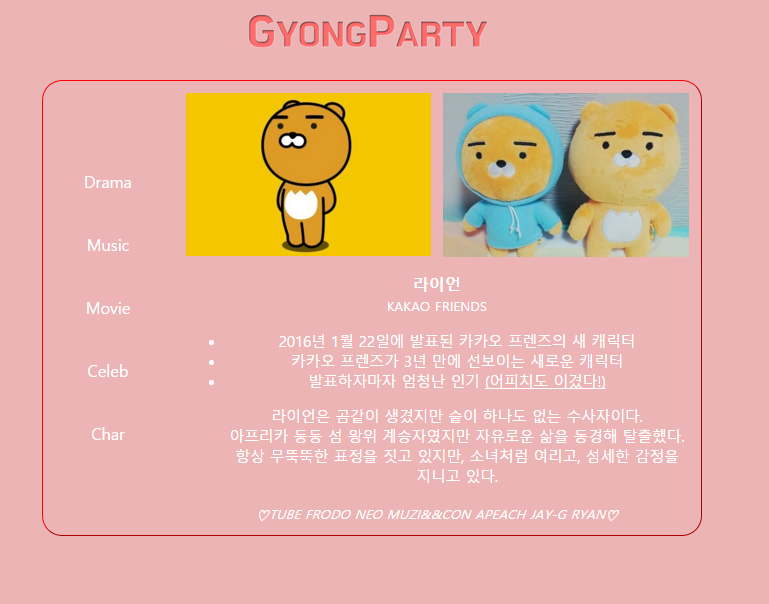 GYONGPARTY
Drama
Music
Movie
Celeb
Char
라이언
KAKAO FRIENDS
2016년 1월 22일에 발표된 카카오 프렌즈의 새 캐릭터
카카오 프렌즈가 3년 만에 선보이는 새로운 캐릭터
발표하자마자 엄청난 인기 (어피치도 이겼다!)
라이언은 곰같이 생겼지만 숱이 하나도 없는 수사자이다.
아프리카 둥둥 섬 왕위 계승자였지만 자유로운 삶을 동경해 탈출했다.
항상 무뚝뚝한 표정을 짓고 있지만, 소녀처럼 여리고, 섬세한 감정을
지니고 있다.
♡TUBE FRODO NEO MUZI&&CON APEACH JAY-G RYAN♡